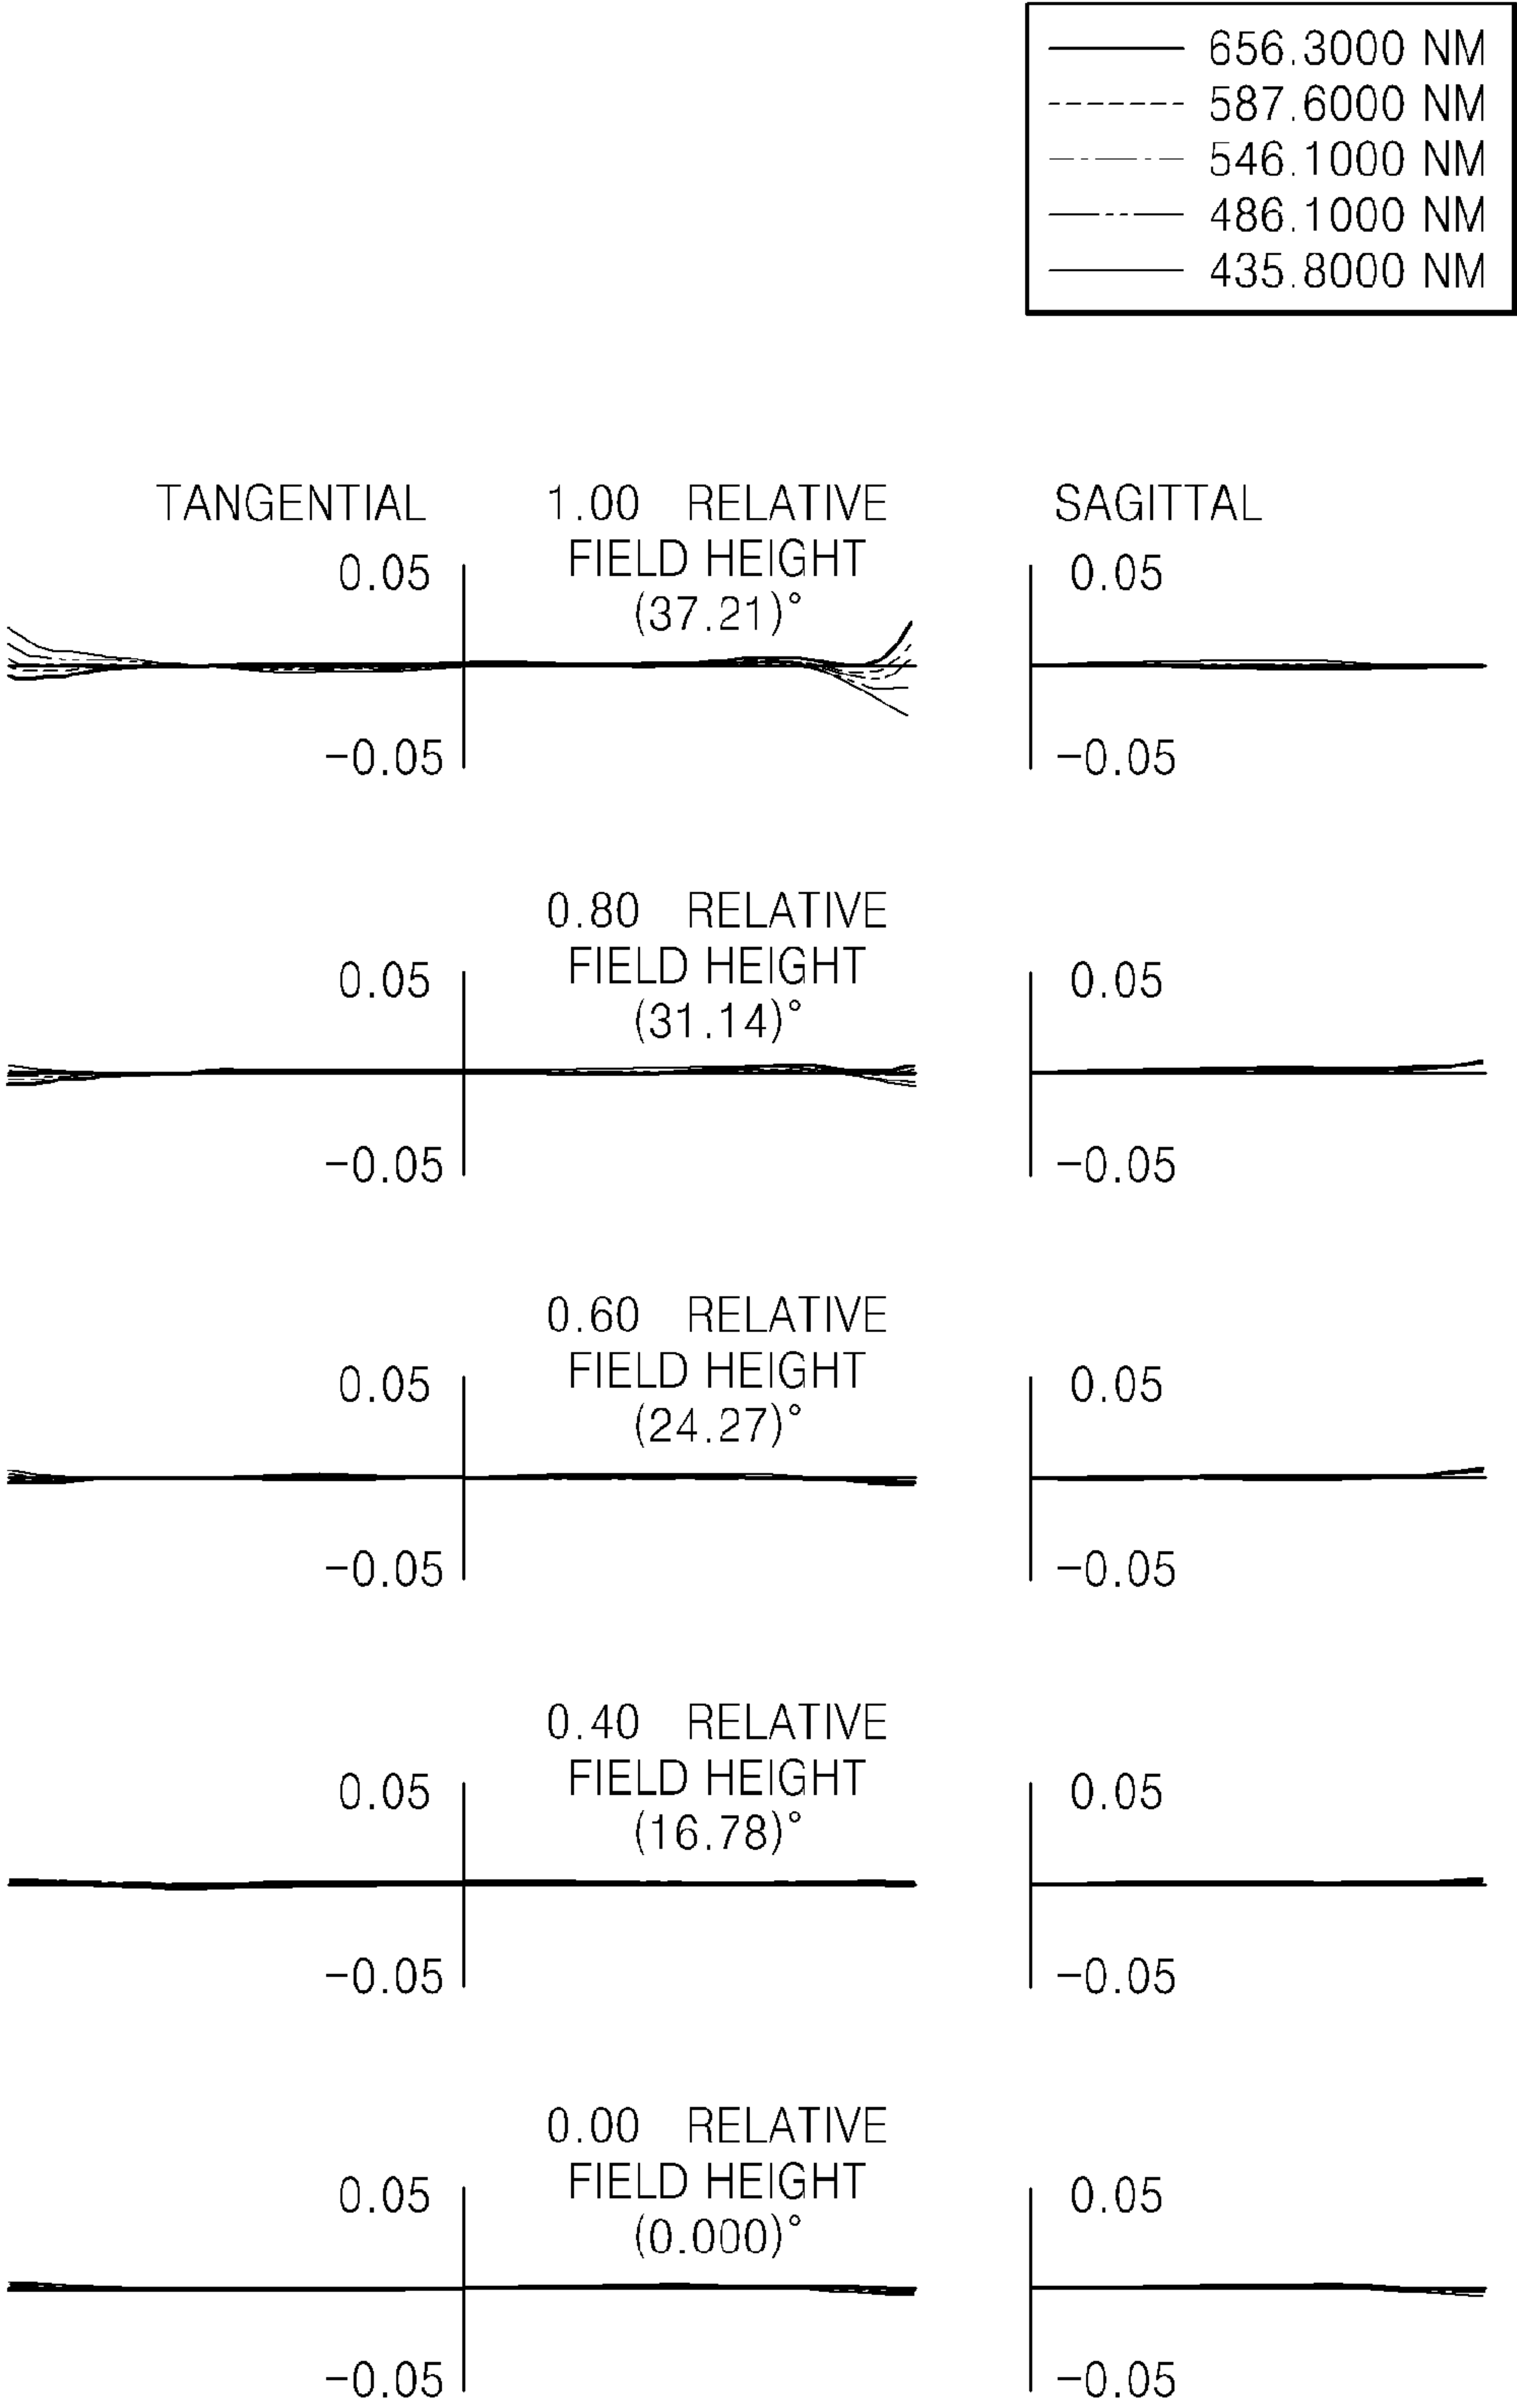 656.3000 NM
587.6000 NM
546.1000 NM
486.1000 NM
435.8000 NM
TANGENTIAL
1.00 RELATIVE
FIELD HEIGHT
(37.21)°
SAGITTAL
0.05
0.05
-0.05
-0.05
0.80 RELATIVE
FIELD HEIGHT
(31.14)°
0.05
0.05
-0.05
-0.05
0.60 RELATIVE
FIELD HEIGHT
(24.27)°
0.05
0.05
-0.05
-0.05
0.40 RELATIVE
FIELD HEIGHT
(16.78)°
0.05
0.05
-0.05
-0.05
0.00 RELATIVE
FIELD HEIGHT
(0.000)°
0.05
0.05
-0.05
-0.05